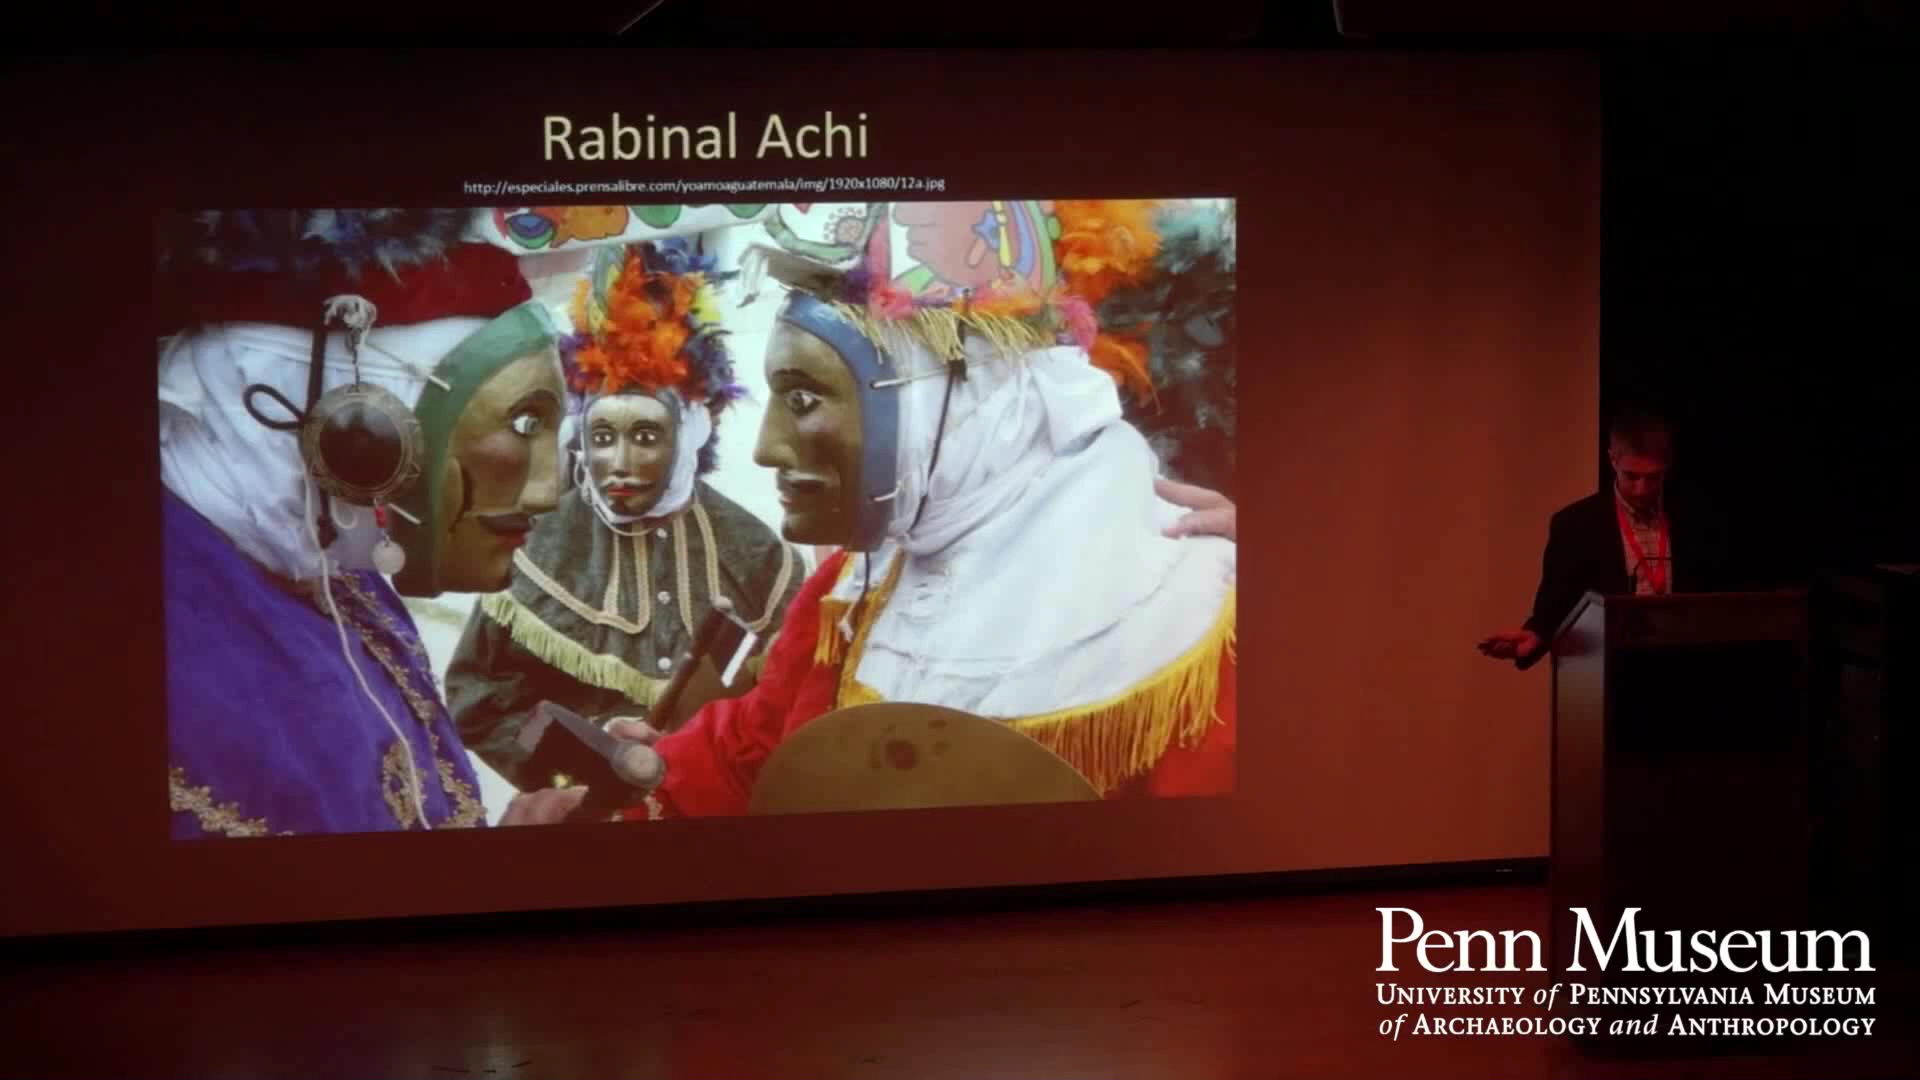 Rabinal Achi
http://especiales.prensalibre.com/yoamoaguatemala/img/1920x1080/12a.jpg
Penn Museum
University of Pennsylvania Museum
of Archaeology and Anthropology